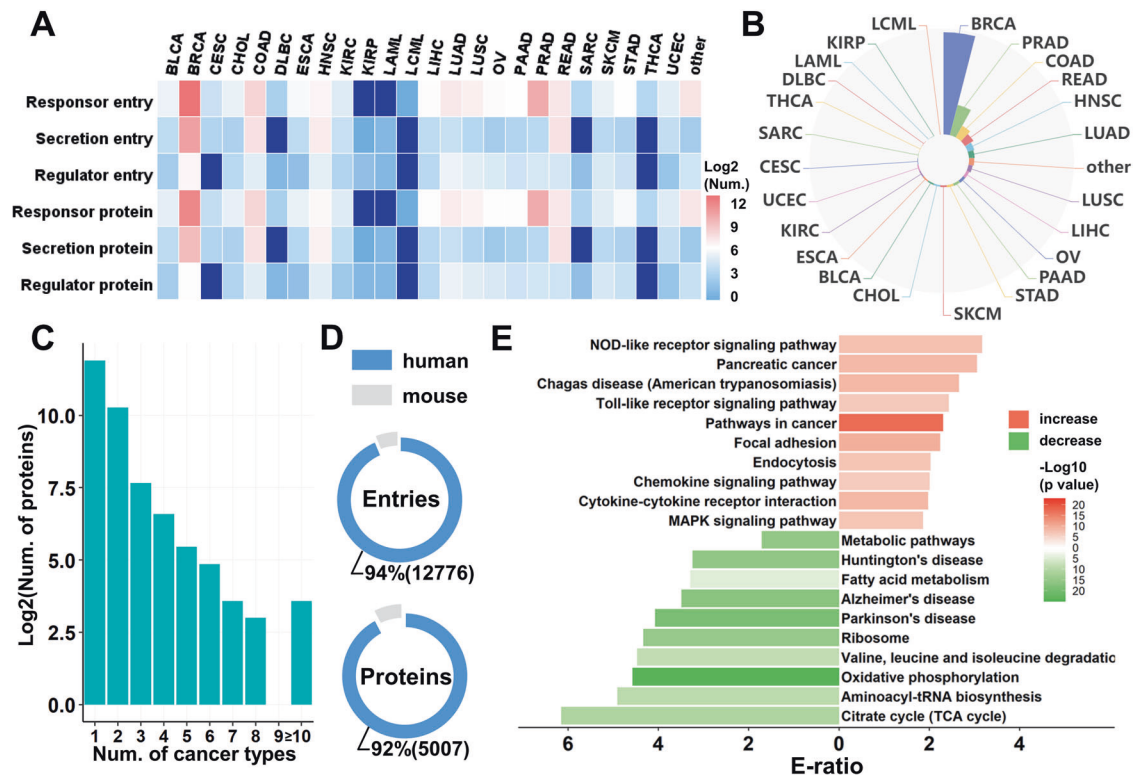 A
BLCA
BRCA
CESC
CHOL
COAD
DLBC
ESCA
HNSC
KIRC
KIRP
LAML
LCML
LIHC
LUAD
LUSC
OV
PAAD
PRAD
READ
SARC
SKCM
STAD
THCA
UCEC
other
Responsor entry
Secretion entry
Regulator entry
Responsor protein
Secretion protein
Regulator protein
Log2
(Num.)
12
9
6
3
0
B
LCML
BRCA
KIRP
PRAD
LAML
COAD
DLBC
READ
THCA
HNSC
SARC
LUAD
CESC
other
UCEC
LUSC
KIRC
LIHC
ESCA
OV
BLCA
PAAD
CHOL
STAD
SKCM
C
Log2(Num. of proteins)
10.0
7.5
5.0
2.5
0.0
1 2 3 4 5 6 7 8 9 ≥10
Num. of cancer types
D
human
mouse
Entries
94%(12776)
Proteins
92%(5007)
E
NOD-like receptor signaling pathway
Pancreatic cancer
Chagas disease (American trypanosomiasis)
Toll-like receptor signaling pathway
Pathways in cancer
Focal adhesion
Endocytosis
Chemokine signaling pathway
Cytokine-cytokine receptor interaction
MAPK signaling pathway
Metabolic pathways
Huntington's disease
Fatty acid metabolism
Alzheimer's disease
Parkinson's disease
Ribosome
Valine, leucine and isoleucine degradatic
Oxidative phosphorylation
Aminoacyl-tRNA biosynthesis
Citrate cycle (TCA cycle)
6 4 2 0 2 4
E-ratio
increase
decrease
-Log10
(p value)
20
15
10
5
0
5
10
15
20